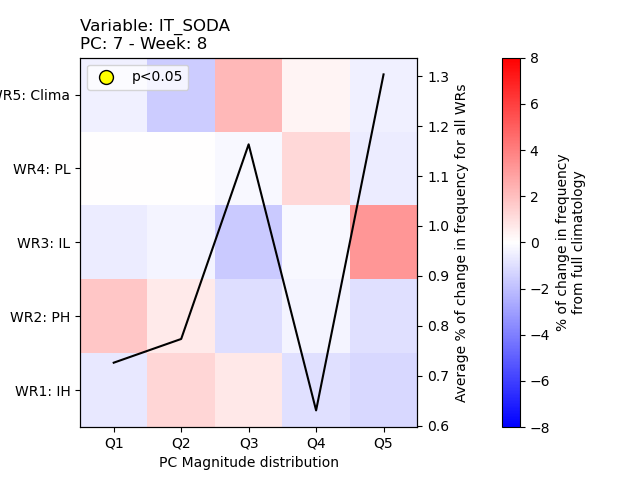 Variable: IT_SODA
PC: 7 - Week: 8
p<0.05
WR5: Clima
WR4: PL
WR3: IL
WR2: PH
WR1: IH
Q1 Q2 Q3 Q4 Q5
PC Magnitude distribution
1.3
1.2
1.1
1.0
0.9
0.8
0.7
0.6
Average % of change in frequency for all WRs
8
6
4
2
0
−2
−4
−6
−8
% of change in frequency
from full climatology